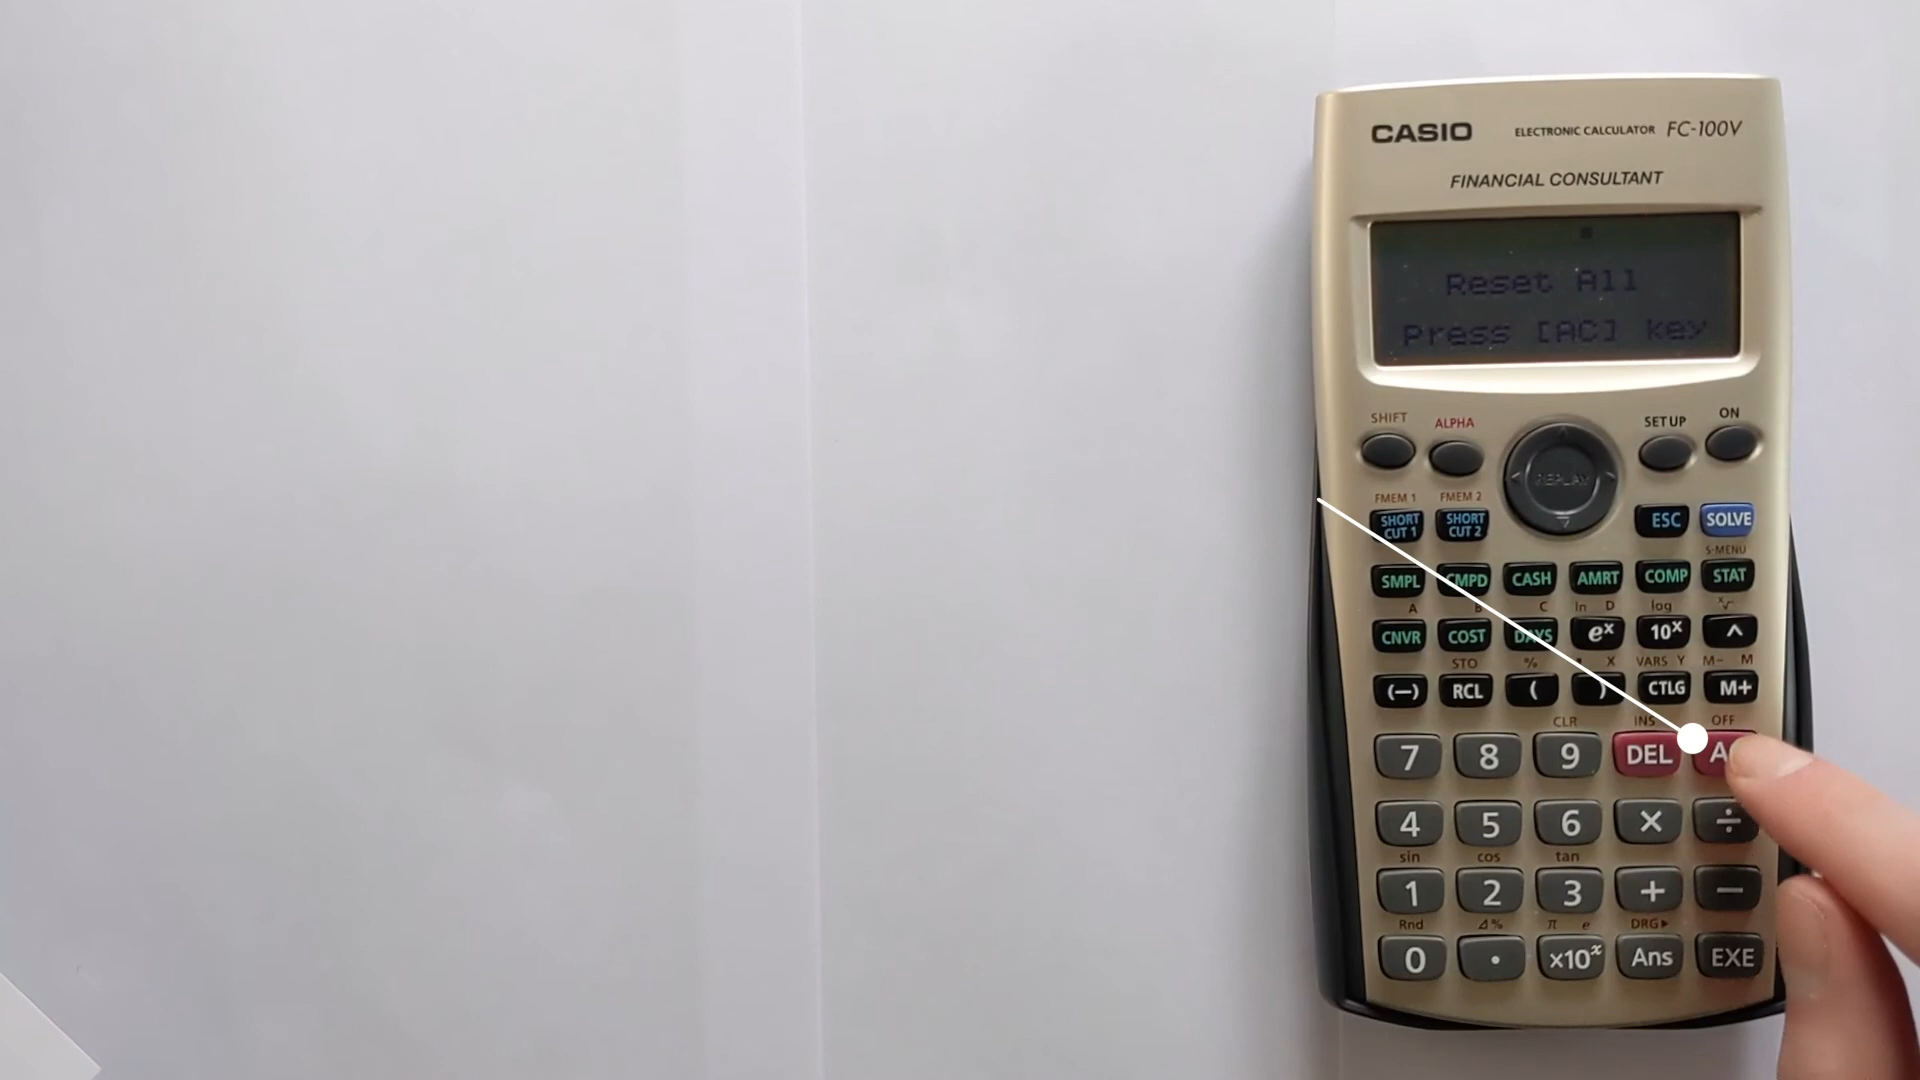 CASIO ELECTRONIC CALCULATOR FC-100V
FINANCIAL CONSULTANT
Reset All
Press [AC] key
SHIFT ALPHA SET UP ON
REPLAY
FMEM 1 FMEM 2
SHORT CUT 1 SHORT CUT 2 ESC SOLVE
S-MENU
SMPL CMPD CASH AMRT COMP STAT
A B C ln D log
CNVR COST DAYS eˣ 10ˣ ^
STO % X VARS Y M− M
(−) RCL ( ) CTLG M+
CLR INS OFF
7 8 9 DEL
4 5 6 × ÷
sin cos tan
1 2 3 + −
Rnd ⊿% π e DRG▶
0 . ×10ˣ Ans EXE